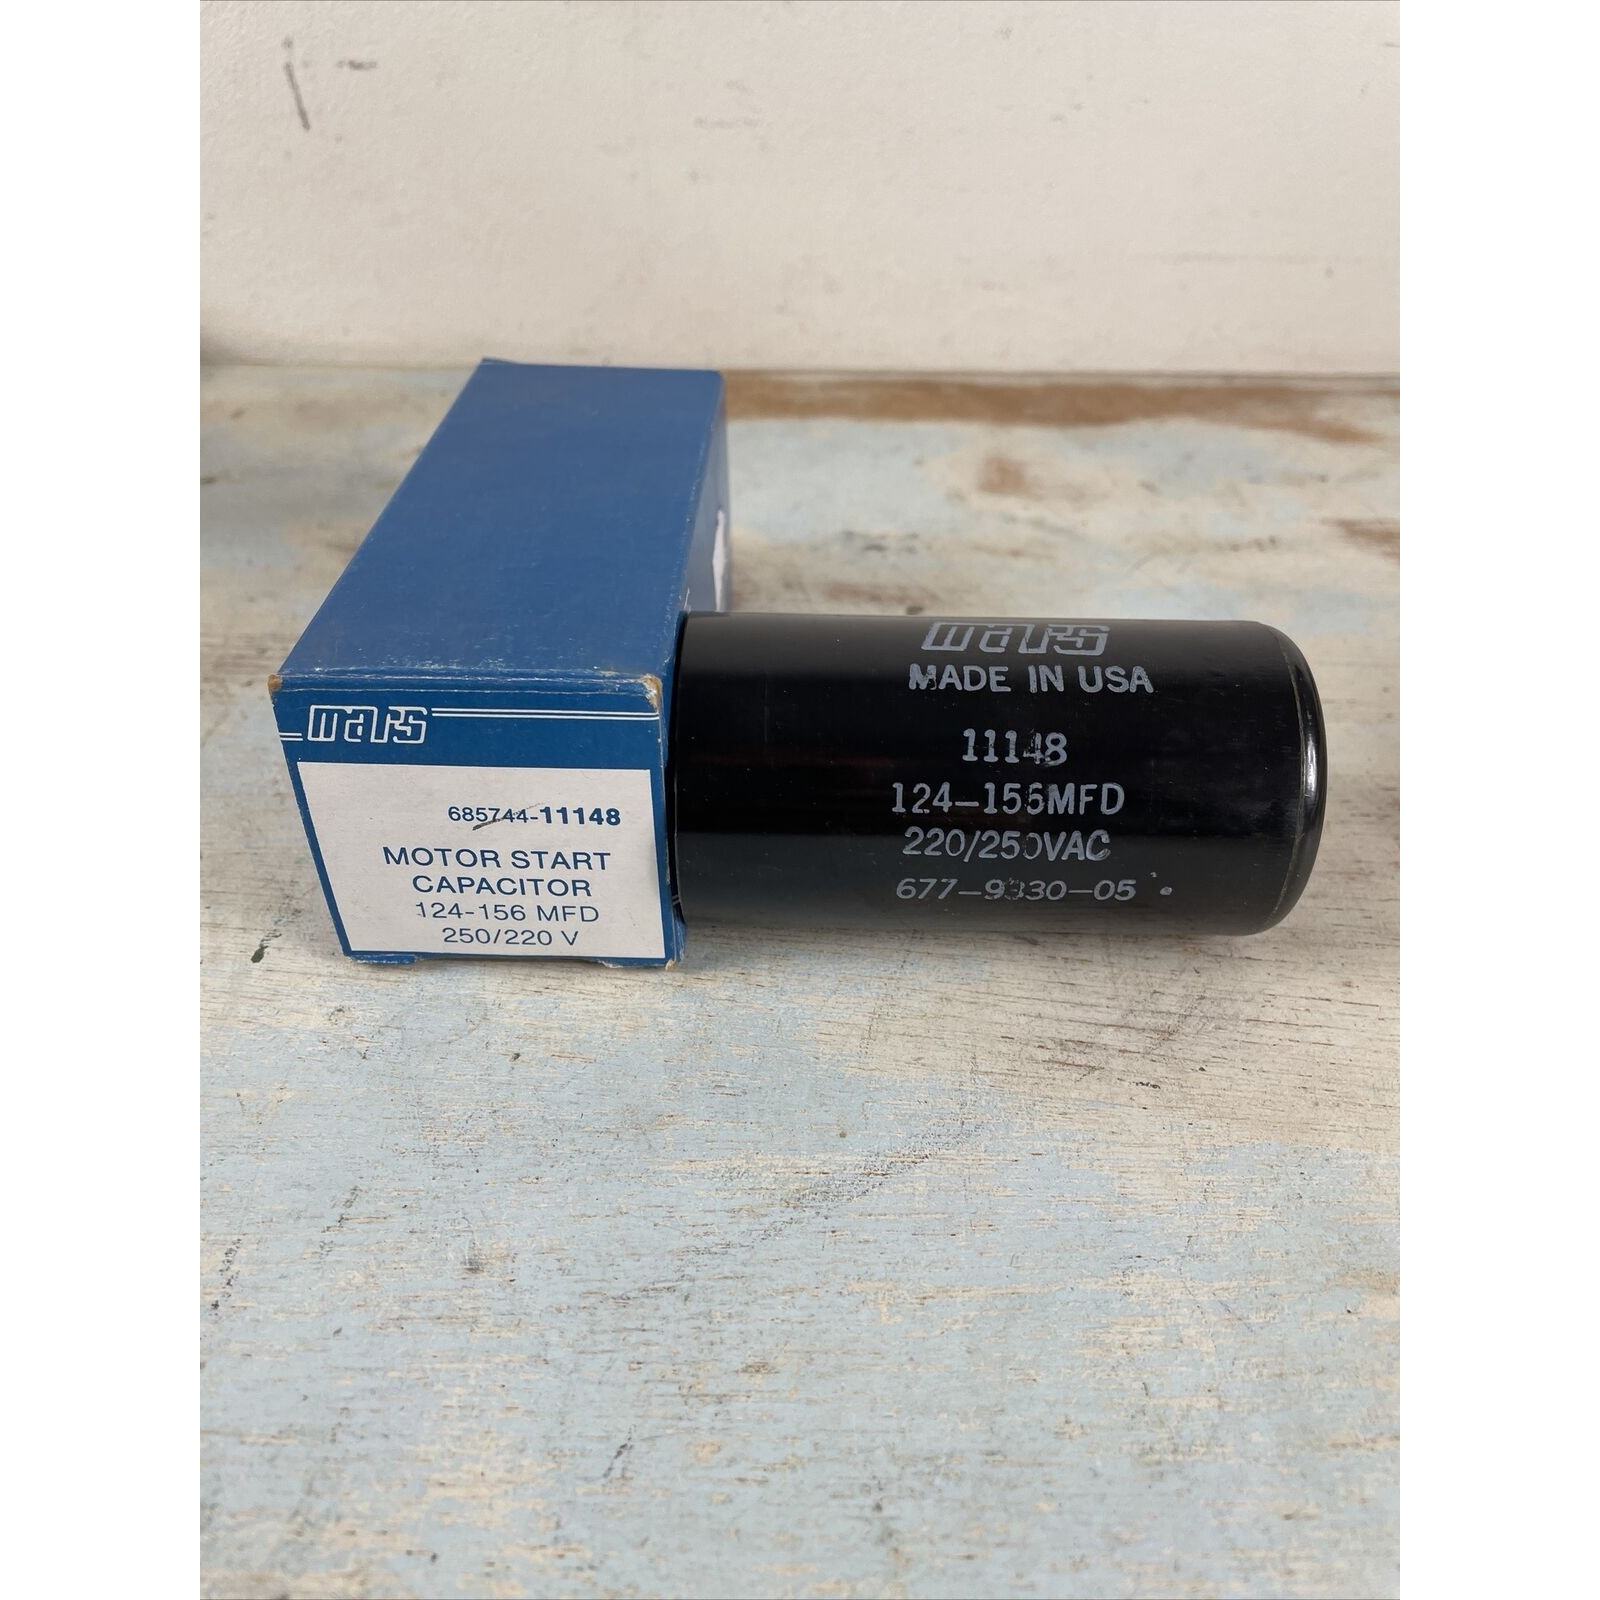 mars
685744-11148
MOTOR START
CAPACITOR
124-156 MFD
250/220 V
mars
MADE IN USA
11148
124-156MFD
220/250VAC
677-9330-05